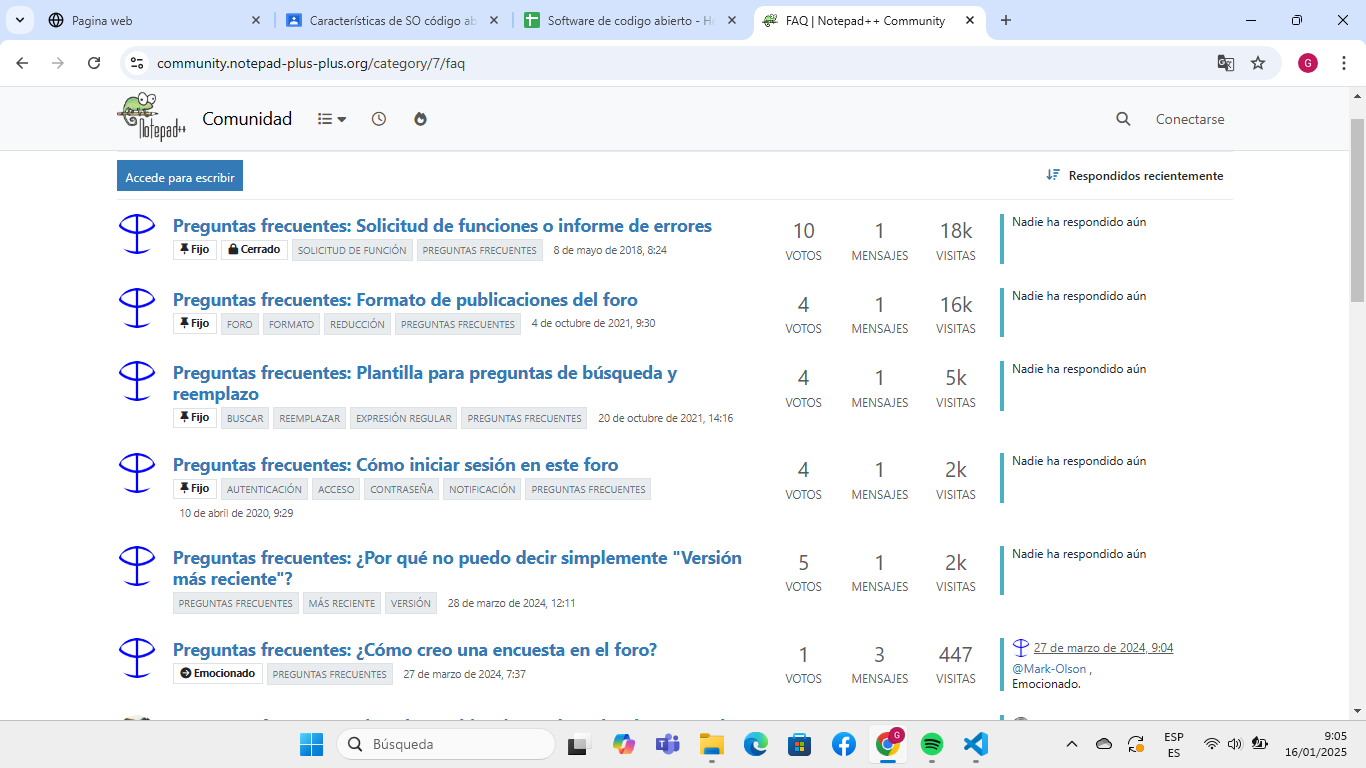 Pagina web
Características de SO código ab
Software de codigo abierto - Ho
FAQ | Notepad++ Community
community.notepad-plus-plus.org/category/7/faq
G
Notepad++
Comunidad
Conectarse
Accede para escribir
Respondidos recientemente
Preguntas frecuentes: Solicitud de funciones o informe de errores
Fijo Cerrado SOLICITUD DE FUNCIÓN PREGUNTAS FRECUENTES 8 de mayo de 2018, 8:24
10 1 18k
VOTOS MENSAJES VISITAS
Nadie ha respondido aún
Preguntas frecuentes: Formato de publicaciones del foro
Fijo FORO FORMATO REDUCCIÓN PREGUNTAS FRECUENTES 4 de octubre de 2021, 9:30
4 1 16k
VOTOS MENSAJES VISITAS
Nadie ha respondido aún
Preguntas frecuentes: Plantilla para preguntas de búsqueda y
reemplazo
Fijo BUSCAR REEMPLAZAR EXPRESIÓN REGULAR PREGUNTAS FRECUENTES 20 de octubre de 2021, 14:16
4 1 5k
VOTOS MENSAJES VISITAS
Nadie ha respondido aún
Preguntas frecuentes: Cómo iniciar sesión en este foro
Fijo AUTENTICACIÓN ACCESO CONTRASEÑA NOTIFICACIÓN PREGUNTAS FRECUENTES
10 de abril de 2020, 9:29
4 1 2k
VOTOS MENSAJES VISITAS
Nadie ha respondido aún
Preguntas frecuentes: ¿Por qué no puedo decir simplemente "Versión
más reciente"?
PREGUNTAS FRECUENTES MÁS RECIENTE VERSIÓN 28 de marzo de 2024, 12:11
5 1 2k
VOTOS MENSAJES VISITAS
Nadie ha respondido aún
Preguntas frecuentes: ¿Cómo creo una encuesta en el foro?
Emocionado PREGUNTAS FRECUENTES 27 de marzo de 2024, 7:37
1 3 447
VOTOS MENSAJES VISITAS
27 de marzo de 2024, 9:04
@Mark-Olson ,
Emocionado.
Búsqueda
G
ESP
ES
9:05
16/01/2025